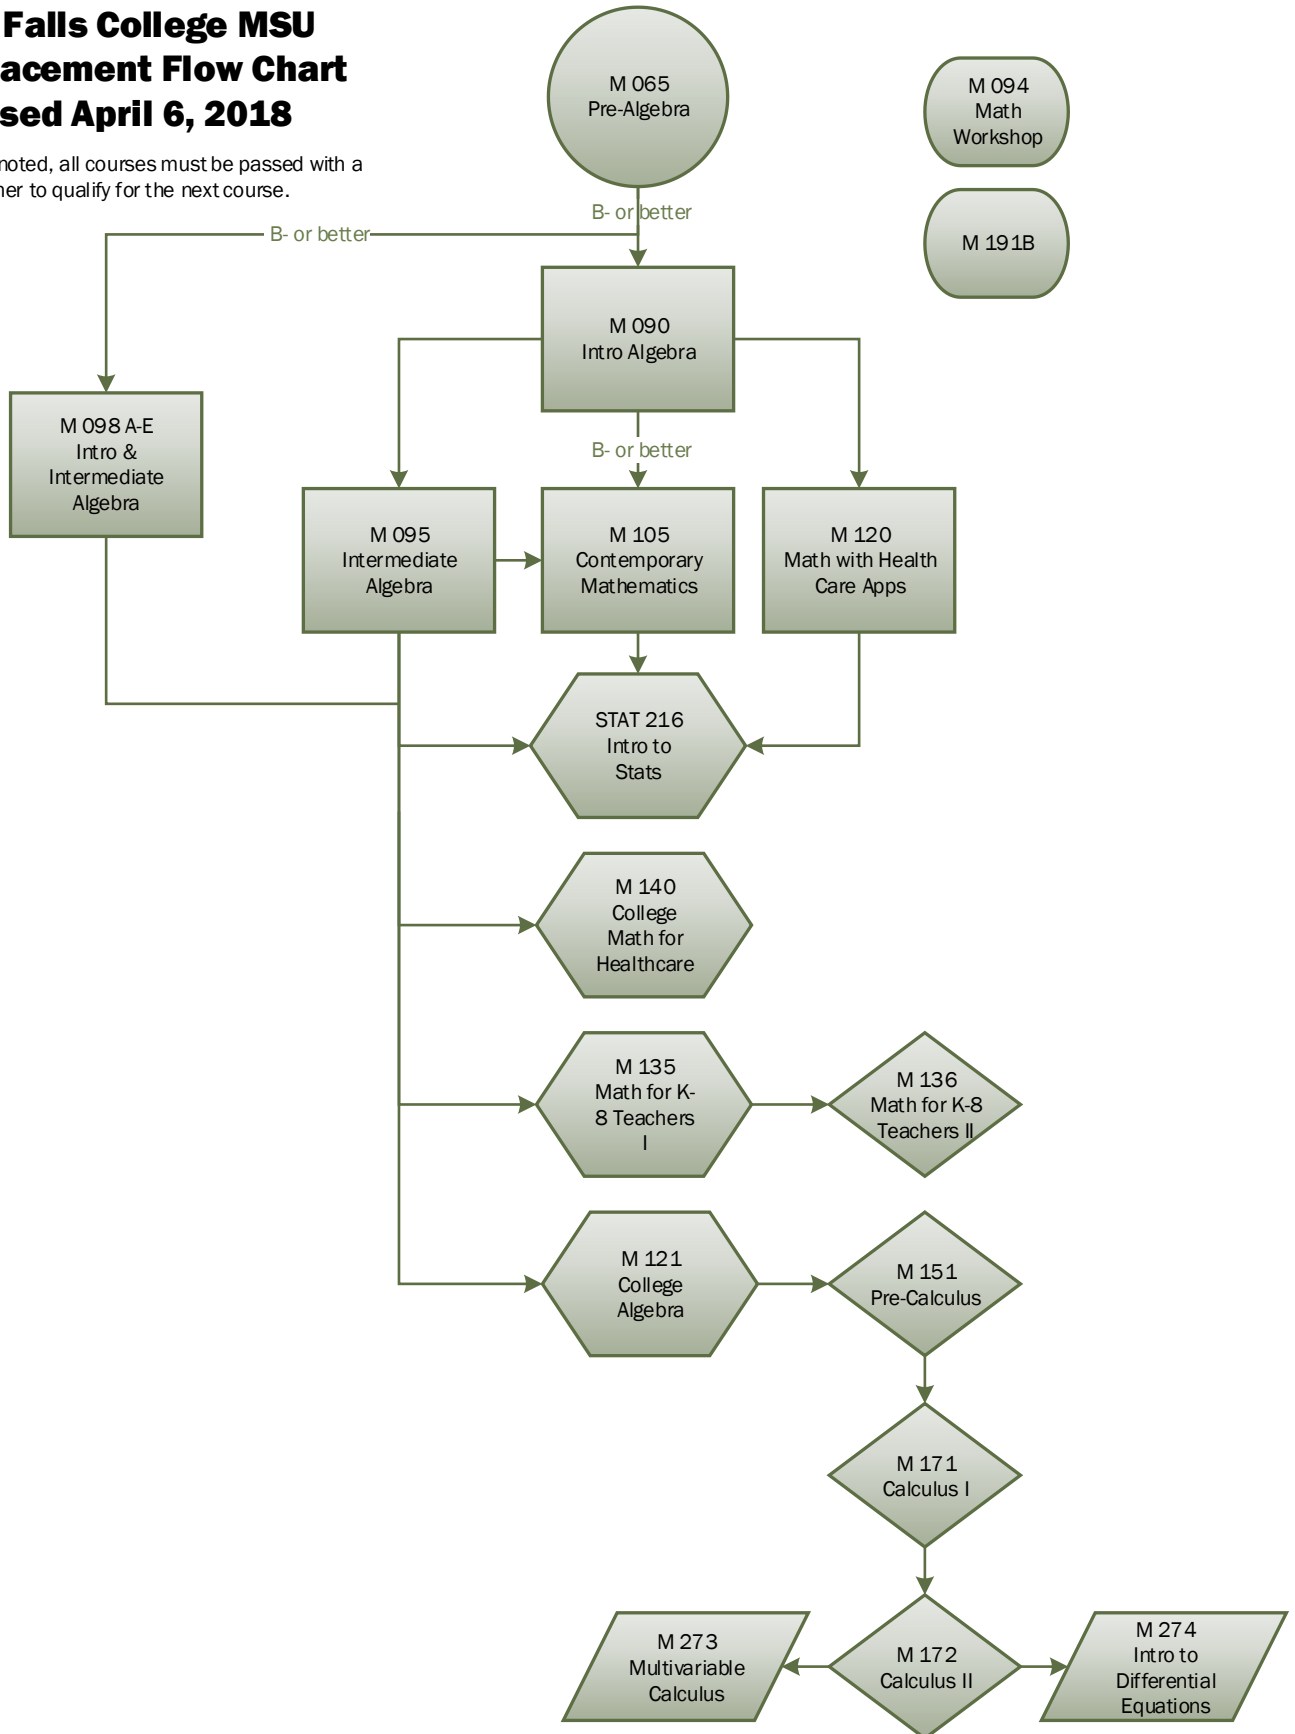 Falls College MSU
acement Flow Chart
sed April 6, 2018
noted, all courses must be passed with a
ner to qualify for the next course.
M 065
Pre-Algebra
M 094
Math
Workshop
M 191B
B- or better
B- or better
M 090
Intro Algebra
M 098 A-E
Intro &
Intermediate
Algebra
B- or better
M 095
Intermediate
Algebra
M 105
Contemporary
Mathematics
M 120
Math with Health
Care Apps
STAT 216
Intro to
Stats
M 140
College
Math for
Healthcare
M 135
Math for K-
8 Teachers
I
M 136
Math for K-8
Teachers II
M 121
College
Algebra
M 151
Pre-Calculus
M 171
Calculus I
M 273
Multivariable
Calculus
M 172
Calculus II
M 274
Intro to
Differential
Equations